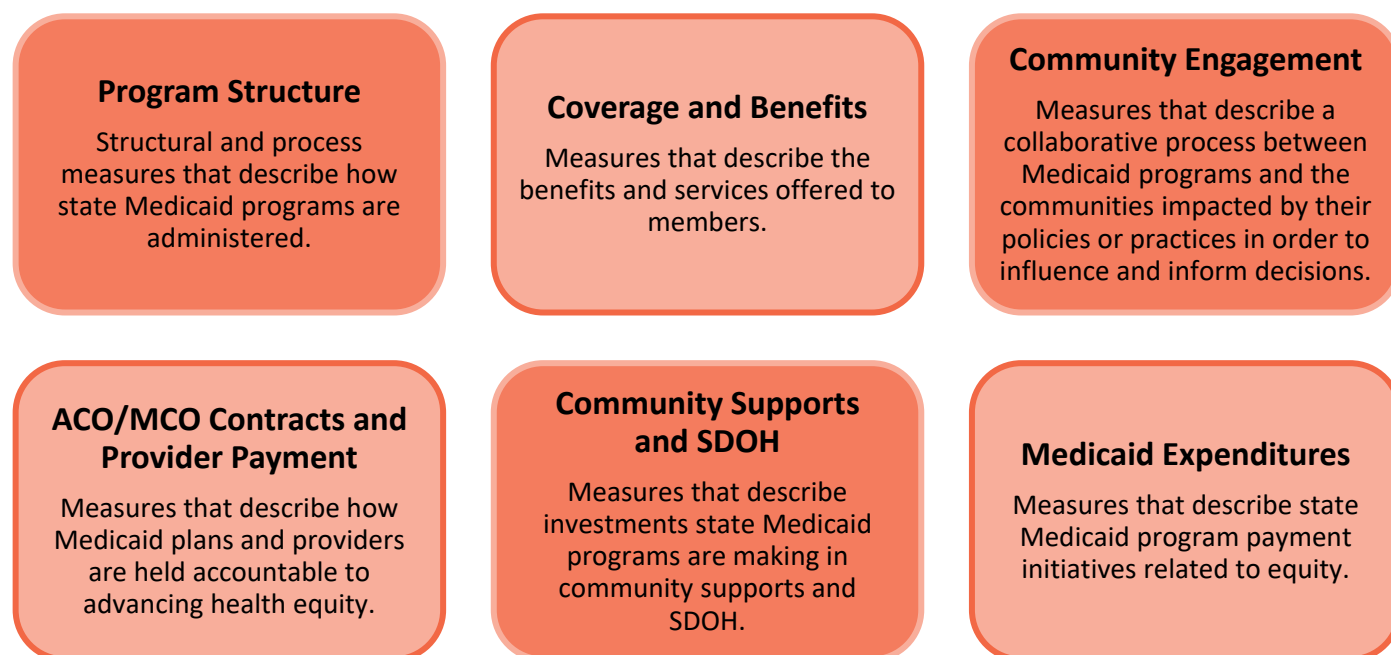 Program Structure
Structural and process
measures that describe how
state Medicaid programs are
administered.
Coverage and Benefits
Measures that describe the
benefits and services offered to
members.
Community Engagement
Measures that describe a
collaborative process between
Medicaid programs and the
communities impacted by their
policies or practices in order to
influence and inform decisions.
ACO/MCO Contracts and
Provider Payment
Measures that describe how
Medicaid plans and providers
are held accountable to
advancing health equity.
Community Supports
and SDOH
Measures that describe
investments state Medicaid
programs are making in
community supports and
SDOH.
Medicaid Expenditures
Measures that describe state
Medicaid program payment
initiatives related to equity.